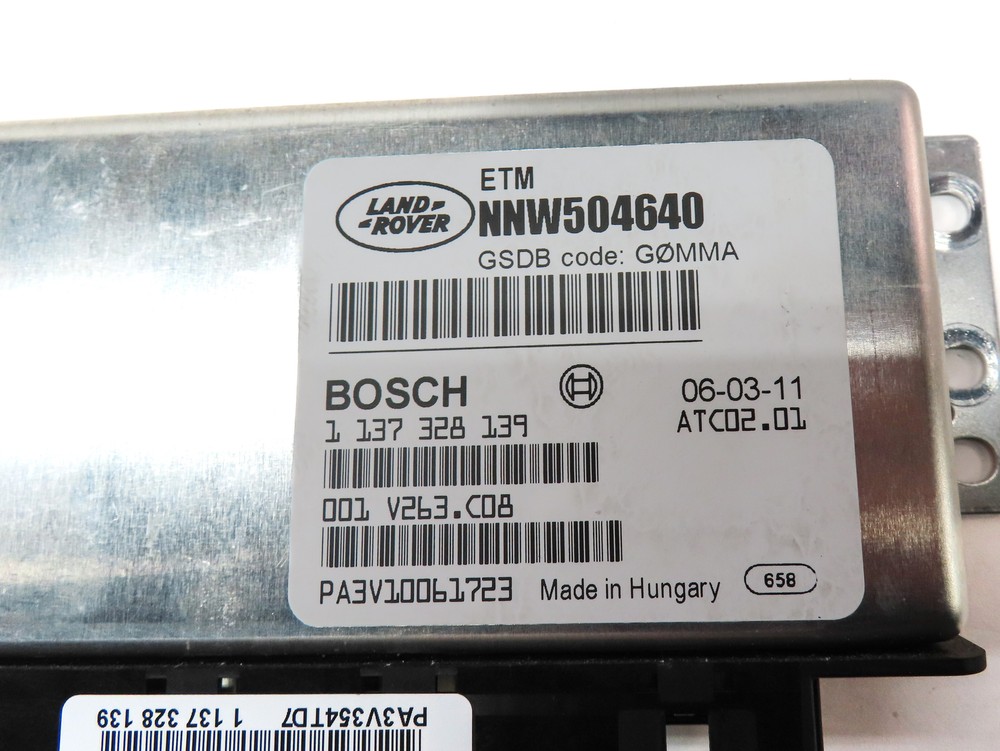 ETM
LAND-
-ROVER
NNW504640
GSDB code: GØMMA
BOSCH
06-03-11
1 137 328 139
ATC02.01
001 V263.C08
PA3V10061723 Made in Hungary 658
PA3V354TD7 1 137 328 139